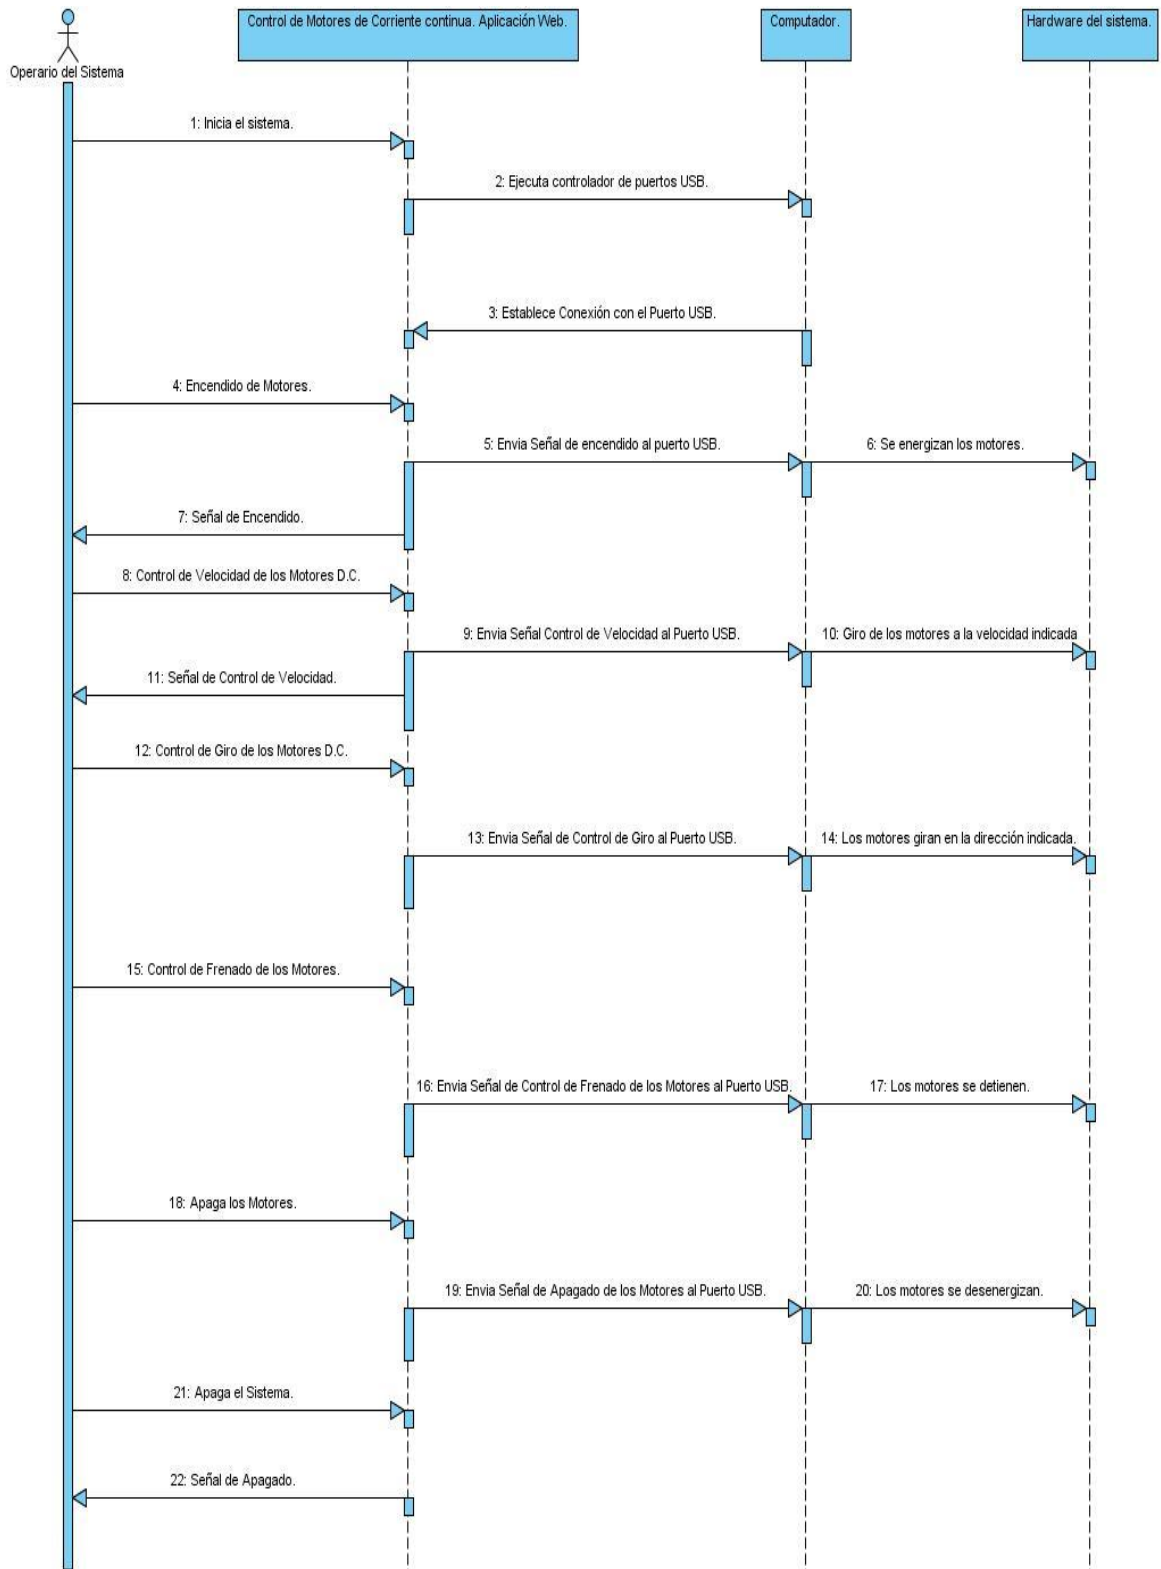 Control de Motores de Corriente continua. Aplicación Web.
Computador.
Hardware del sistema.
Operario del Sistema
1: Inicia el sistema.
2: Ejecuta controlador de puertos USB.
3: Establece Conexión con el Puerto USB.
4: Encendido de Motores.
5: Envia Señal de encendido al puerto USB.
6: Se energizan los motores.
7: Señal de Encendido.
8: Control de Velocidad de los Motores D.C.
9: Envia Señal Control de Velocidad al Puerto USB.
10: Giro de los motores a la velocidad indicada
11: Señal de Control de Velocidad.
12: Control de Giro de los Motores D.C.
13: Envia Señal de Control de Giro al Puerto USB.
14: Los motores giran en la dirección indicada.
15: Control de Frenado de los Motores.
16: Envia Señal de Control de Frenado de los Motores al Puerto USB.
17: Los motores se detienen.
18: Apaga los Motores.
19: Envia Señal de Apagado de los Motores al Puerto USB.
20: Los motores se desenergizan.
21: Apaga el Sistema.
22: Señal de Apagado.